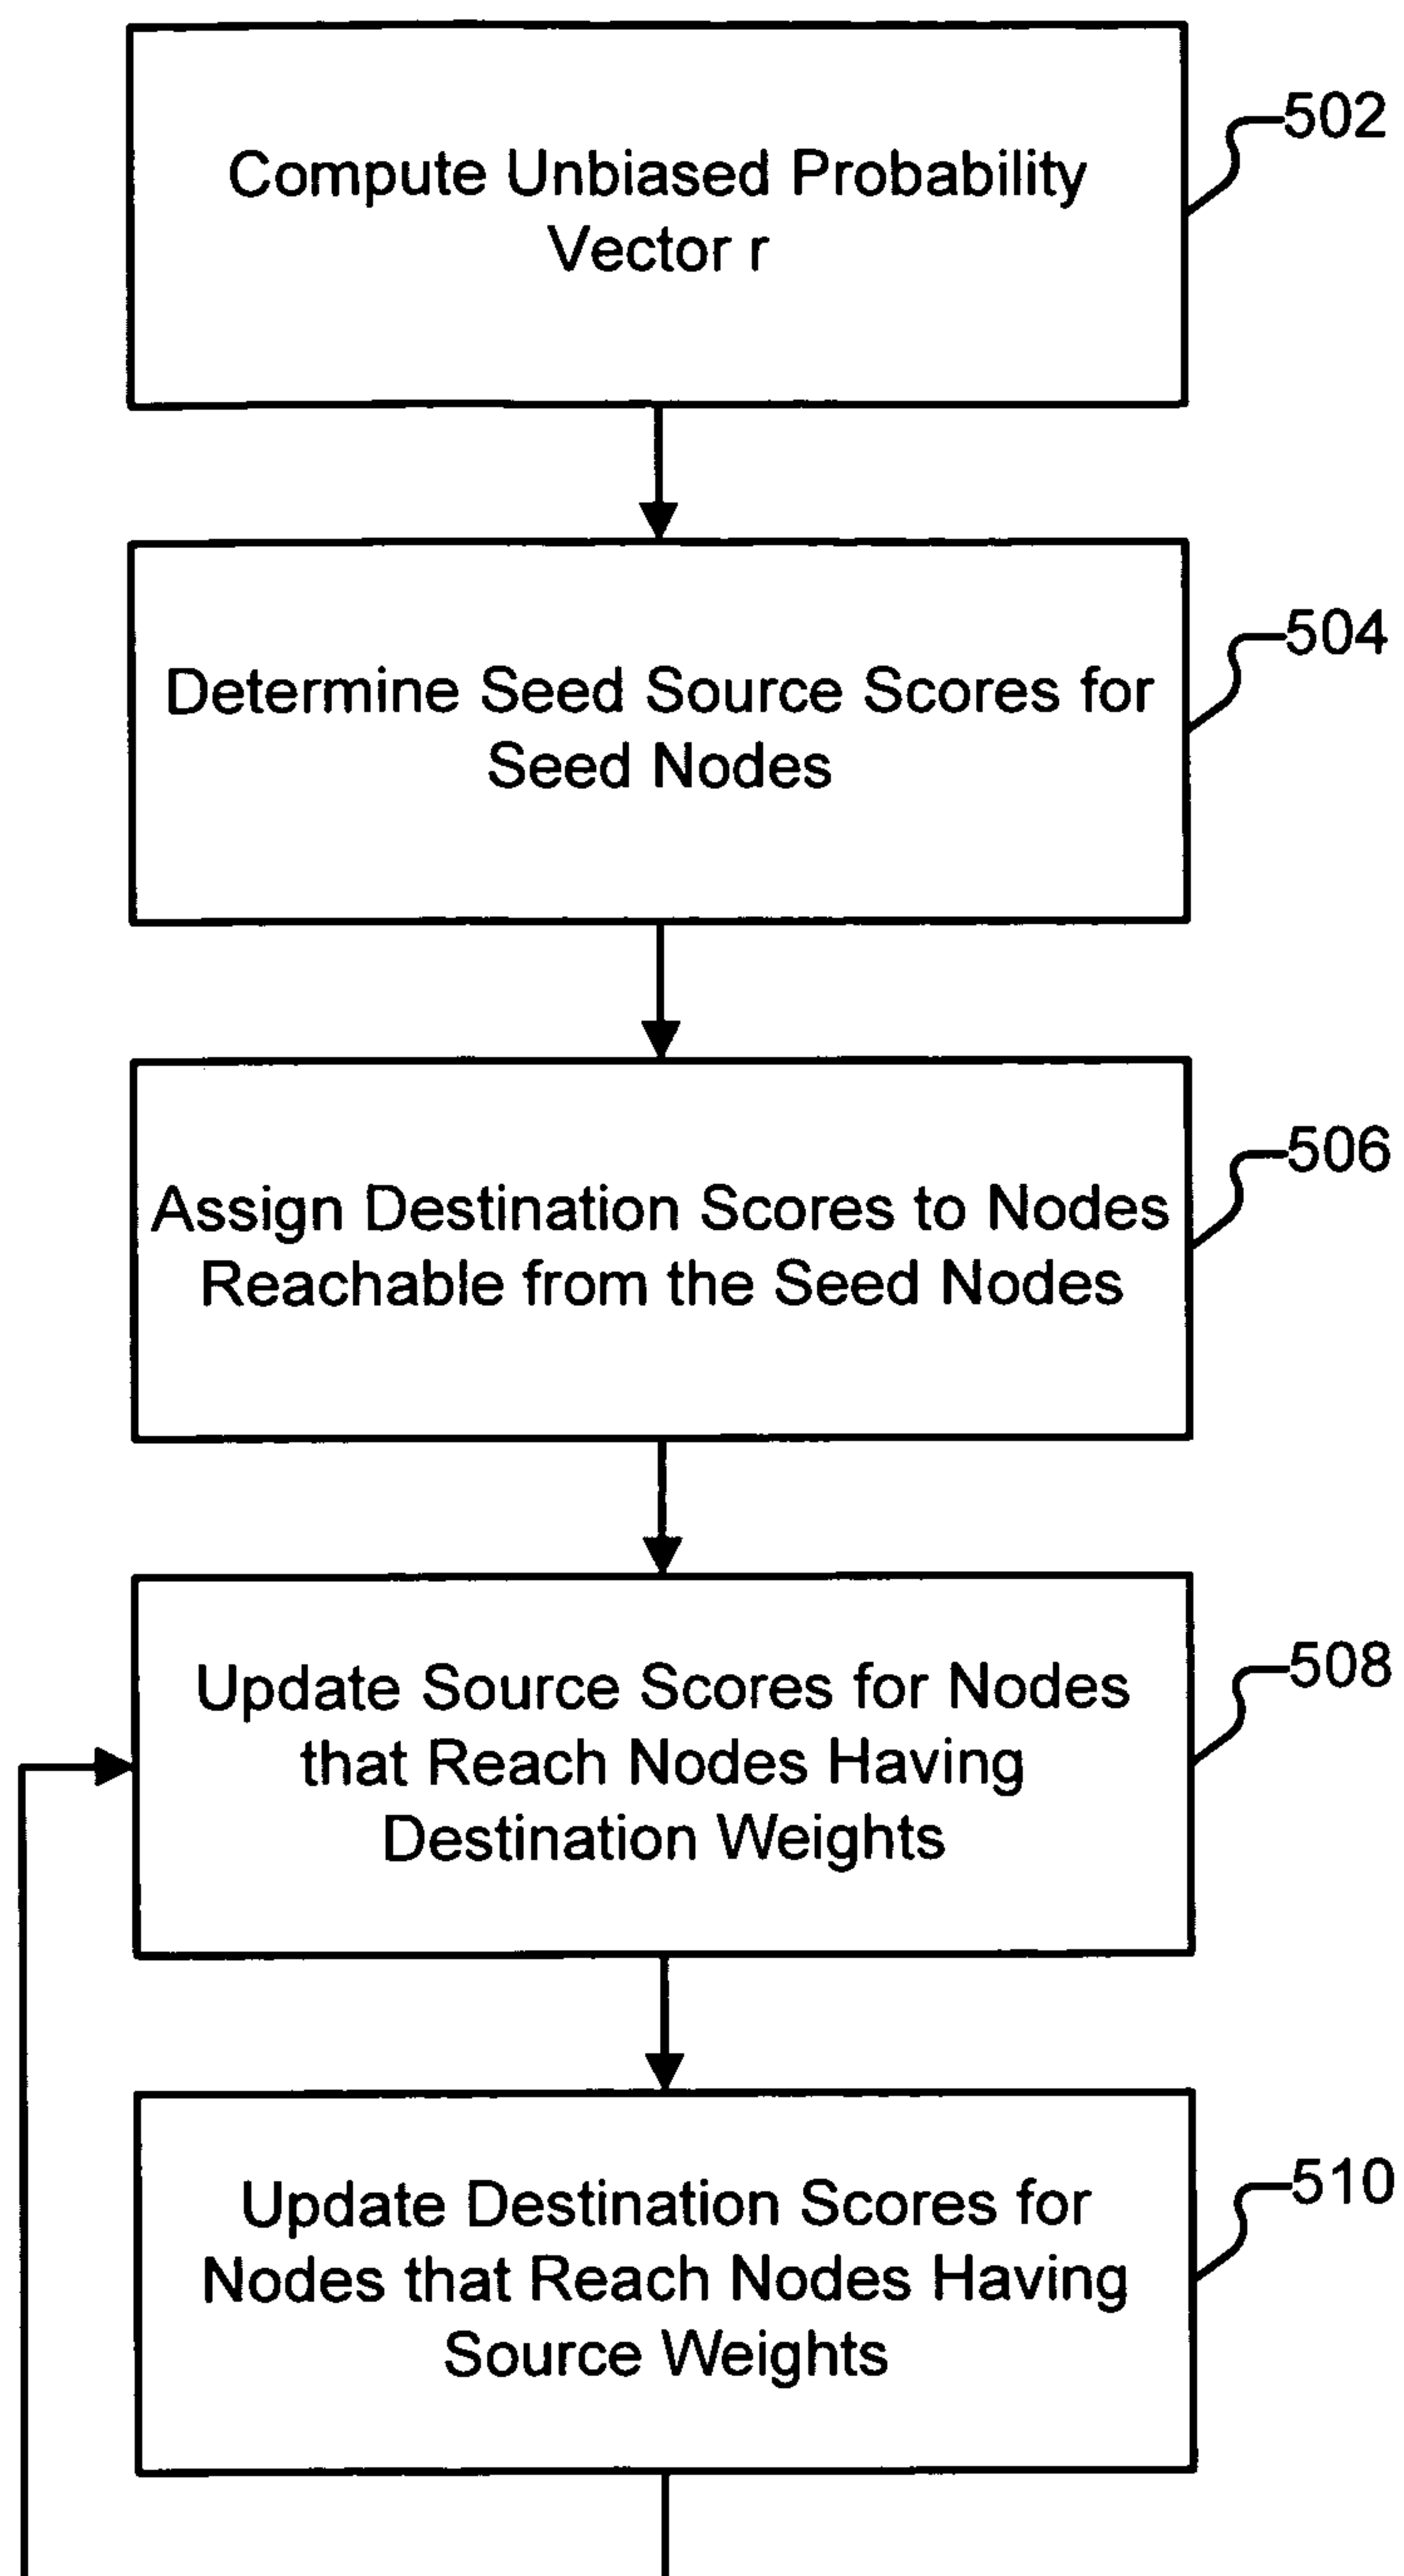 Compute Unbiased Probability
Vector r
502
Determine Seed Source Scores for
Seed Nodes
504
Assign Destination Scores to Nodes
Reachable from the Seed Nodes
506
Update Source Scores for Nodes
that Reach Nodes Having
Destination Weights
508
Update Destination Scores for
Nodes that Reach Nodes Having
Source Weights
510